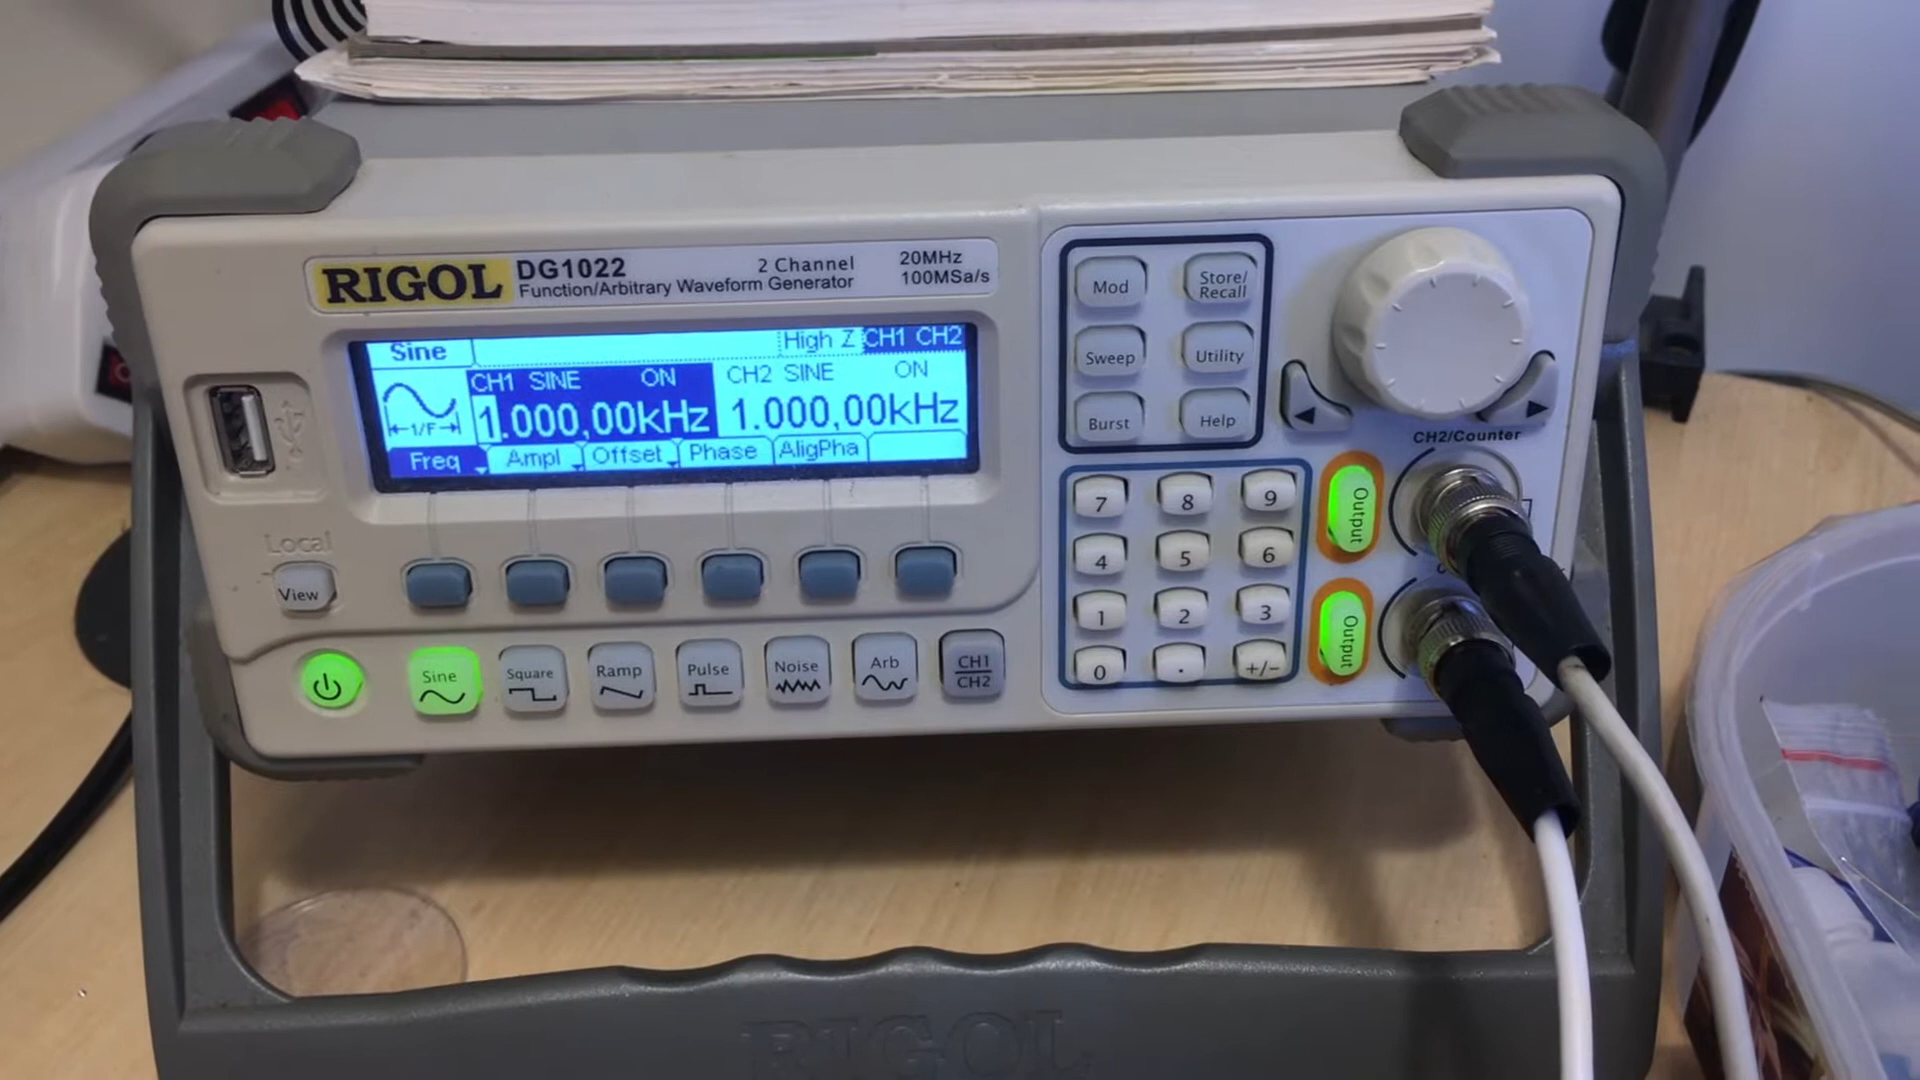 RIGOL DG1022 2 Channel 20MHz
Function/Arbitrary Waveform Generator 100MSa/s
Sine High Z CH1 CH2
CH1 SINE ON CH2 SINE ON
1.000,00kHz 1.000,00kHz
1/F
Freq Ampl Offset Phase AligPha
Local
View
Sine Square Ramp Pulse Noise Arb CH1
CH2
Mod Store/
Recall
Sweep Utility
Burst Help
CH2/Counter
7 8 9
4 5 6
1 2 3
0 . +/-
Output
Output
RIGOL